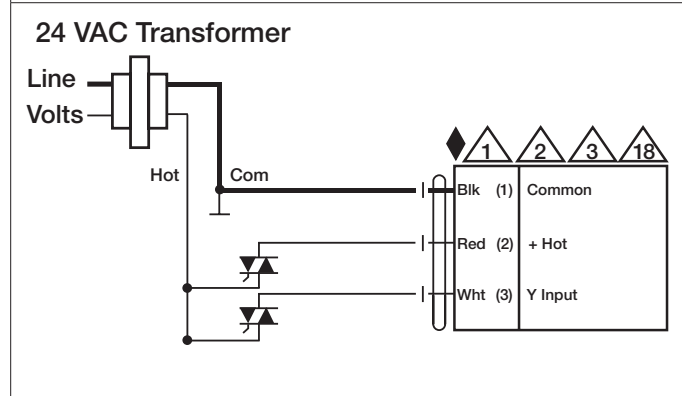 24 VAC Transformer
Line
Volts
Hot
Com
1 2 3 18
Blk (1) Common
Red (2) + Hot
Wht (3) Y Input